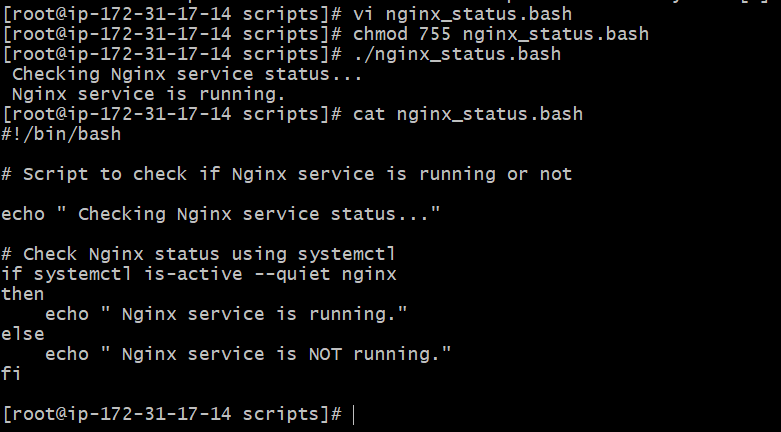 [root@ip-172-31-17-14 scripts]# vi nginx_status.bash
[root@ip-172-31-17-14 scripts]# chmod 755 nginx_status.bash
[root@ip-172-31-17-14 scripts]# ./nginx_status.bash
 Checking Nginx service status...
 Nginx service is running.
[root@ip-172-31-17-14 scripts]# cat nginx_status.bash
#!/bin/bash

# Script to check if Nginx service is running or not

echo " Checking Nginx service status..."

# Check Nginx status using systemctl
if systemctl is-active --quiet nginx
then
    echo " Nginx service is running."
else
    echo " Nginx service is NOT running."
fi

[root@ip-172-31-17-14 scripts]#